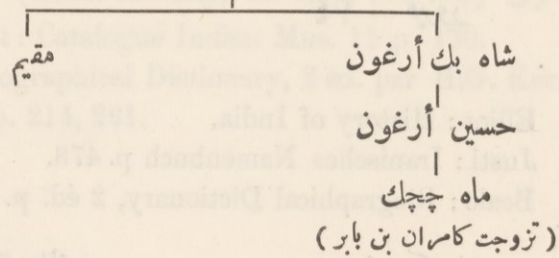 شاه بك أرغون مقيم
حسين أرغون
ماه چچك
( تزوجت كامران بن بابر )